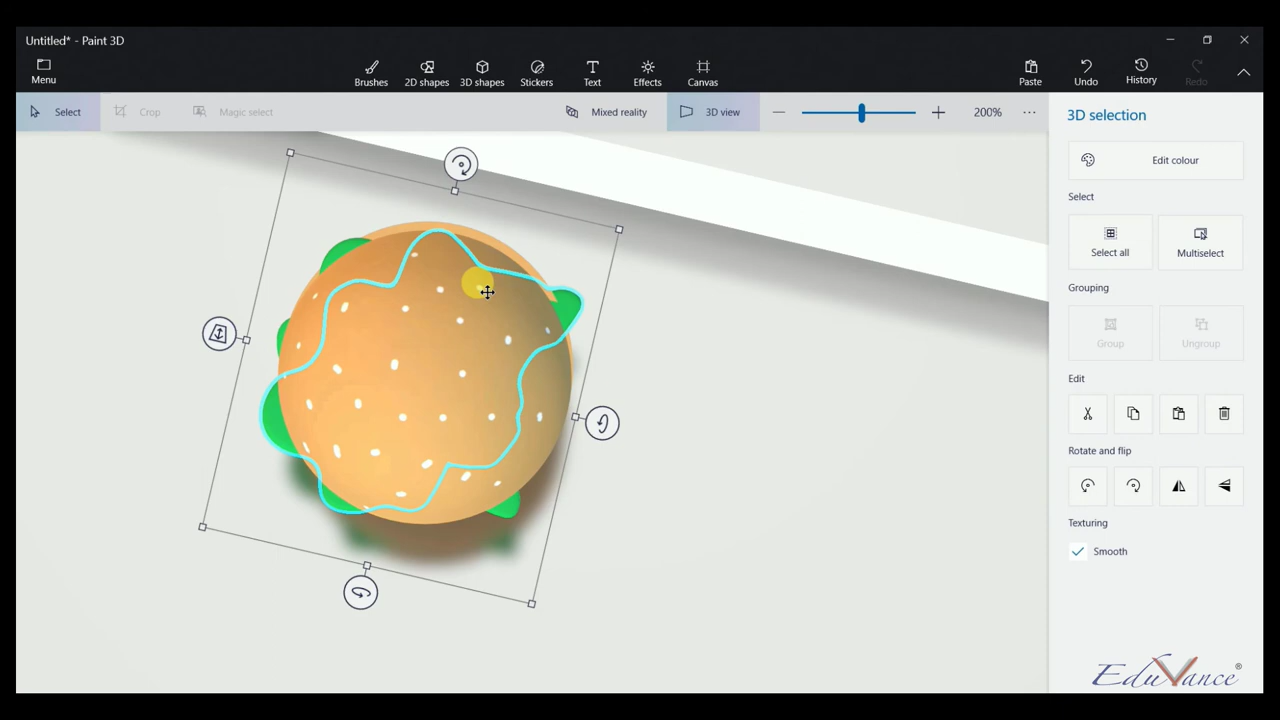 Untitled* - Paint 3D
Menu
Brushes
2D shapes
3D shapes
Stickers
Text
Effects
Canvas
Paste
Undo
History
Redo
Select
Crop
Magic select
Mixed reality
3D view
200%
3D selection
Edit colour
Select
Select all
Multiselect
Grouping
Group
Ungroup
Edit
Rotate and flip
Texturing
Smooth
EduVance®